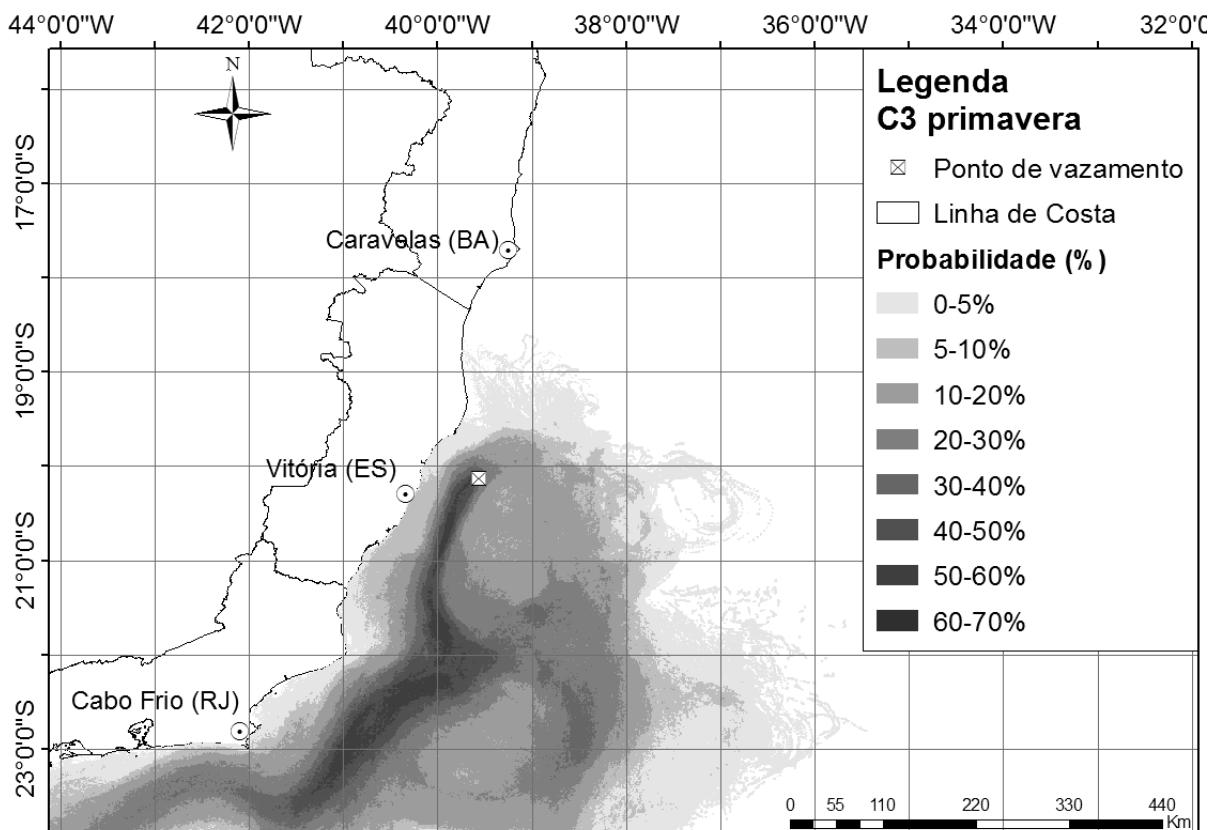 44°0'0"W 42°0'0"W 40°0'0"W 38°0'0"W 36°0'0"W 34°0'0"W
N
Legenda
C3 primavera
Ponto de vazamento
Linha de Costa
Probabilidade (%)
0-5%
5-10%
10-20%
20-30%
30-40%
40-50%
50-60%
60-70%
17°0'0"S
Caravelas (BA)
19°0'0"S
Vitória (ES)
21°0'0"S
Cabo Frio (RJ)
23°0'0"S
0 55 110 220 330 440
Km